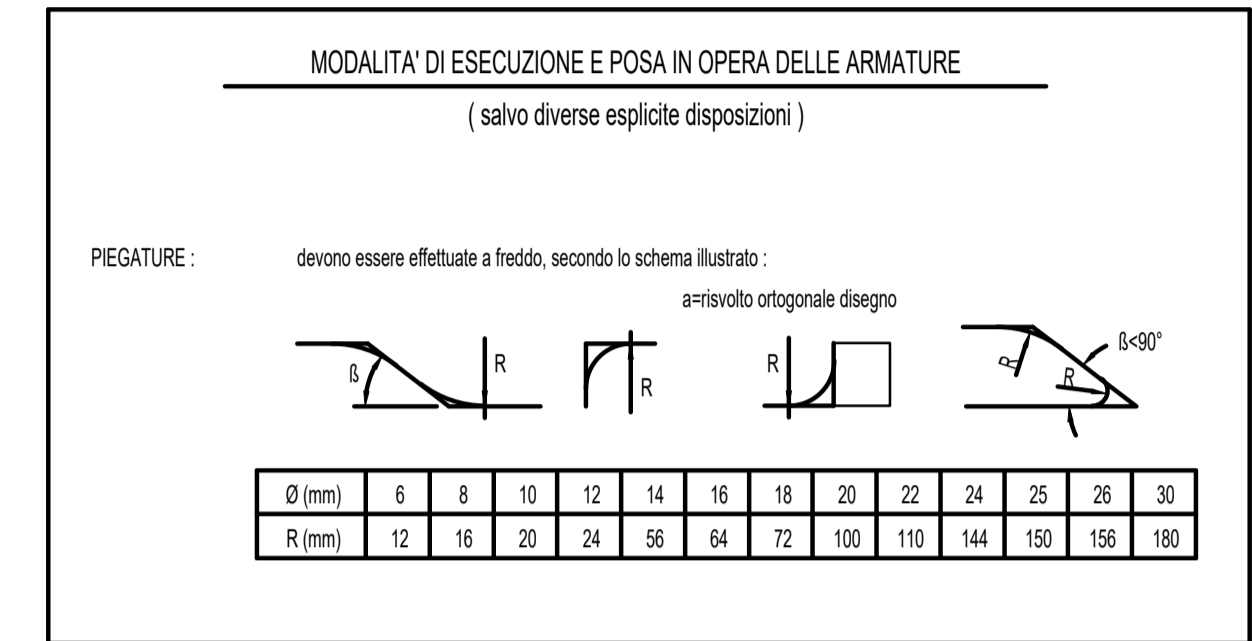 MODALITA' DI ESECUZIONE E POSA IN OPERA DELLE ARMATURE
( salvo diverse esplicite disposizioni )
PIEGATURE : devono essere effettuate a freddo, secondo lo schema illustrato :
a=risvolto ortogonale disegno
ß R R R R R ß<90°
Ø (mm) 6 8 10 12 14 16 18 20 22 24 25 26 30
R (mm) 12 16 20 24 56 64 72 100 110 144 150 156 180